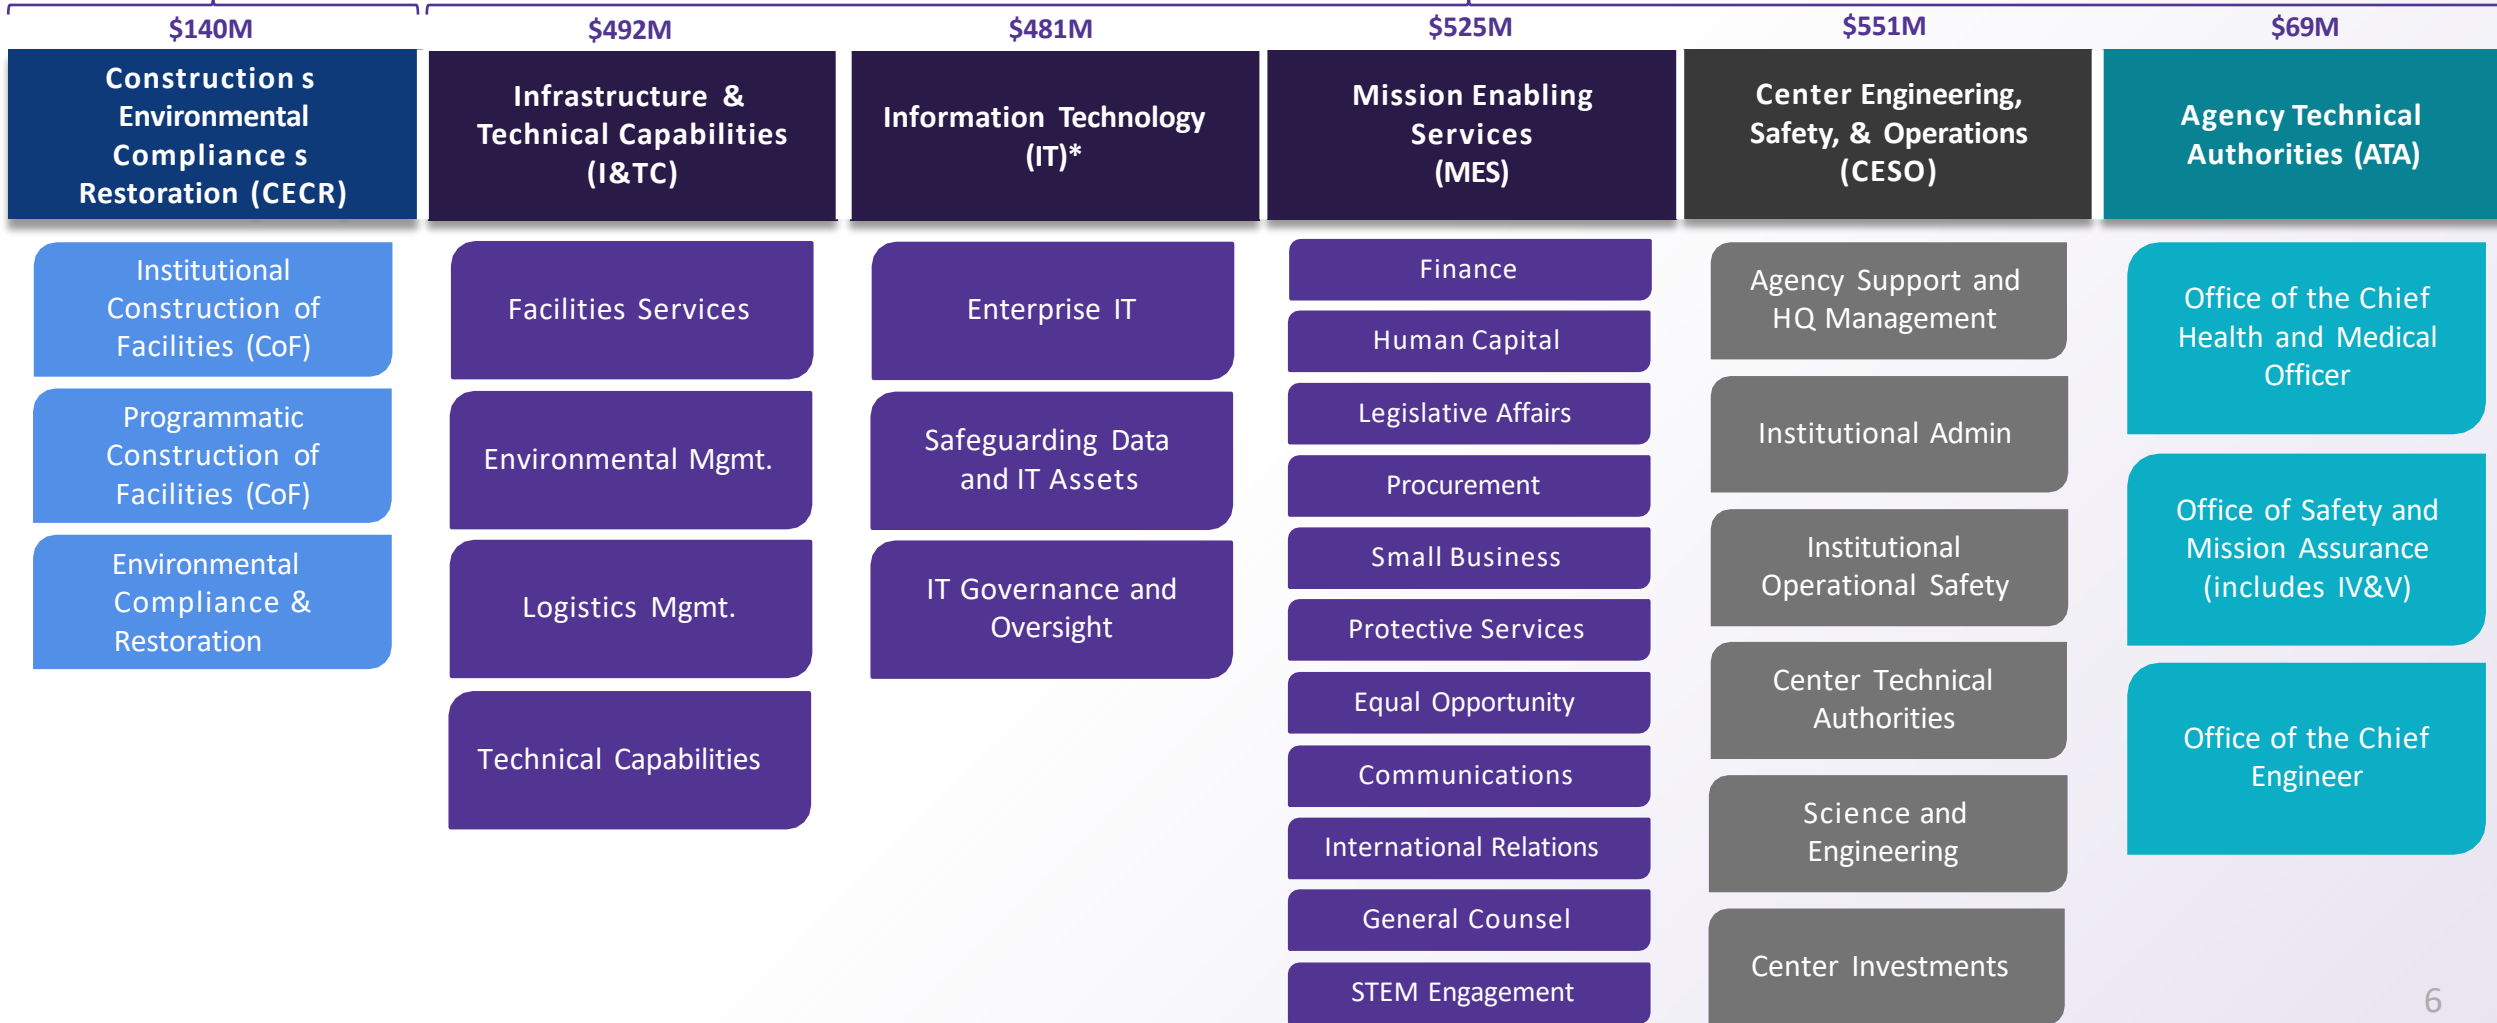 $140M
Construction s
Environmental
Compliance s
Restoration (CECR)
Institutional
Construction of
Facilities (CoF)
Programmatic
Construction of
Facilities (CoF)
Environmental
Compliance &
Restoration
$492M
Infrastructure &
Technical Capabilities
(I&TC)
Facilities Services
Environmental Mgmt.
Logistics Mgmt.
Technical Capabilities
$481M
Information Technology
(IT)*
Enterprise IT
Safeguarding Data
and IT Assets
IT Governance and
Oversight
$525M
Mission Enabling
Services
(MES)
Finance
Human Capital
Legislative Affairs
Procurement
Small Business
Protective Services
Equal Opportunity
Communications
International Relations
General Counsel
STEM Engagement
$551M
Center Engineering,
Safety, & Operations
(CESO)
Agency Support and
HQ Management
Institutional Admin
Institutional
Operational Safety
Center Technical
Authorities
Science and
Engineering
Center Investments
$69M
Agency Technical
Authorities (ATA)
Office of the Chief
Health and Medical
Officer
Office of Safety and
Mission Assurance
(includes IV&V)
Office of the Chief
Engineer
6